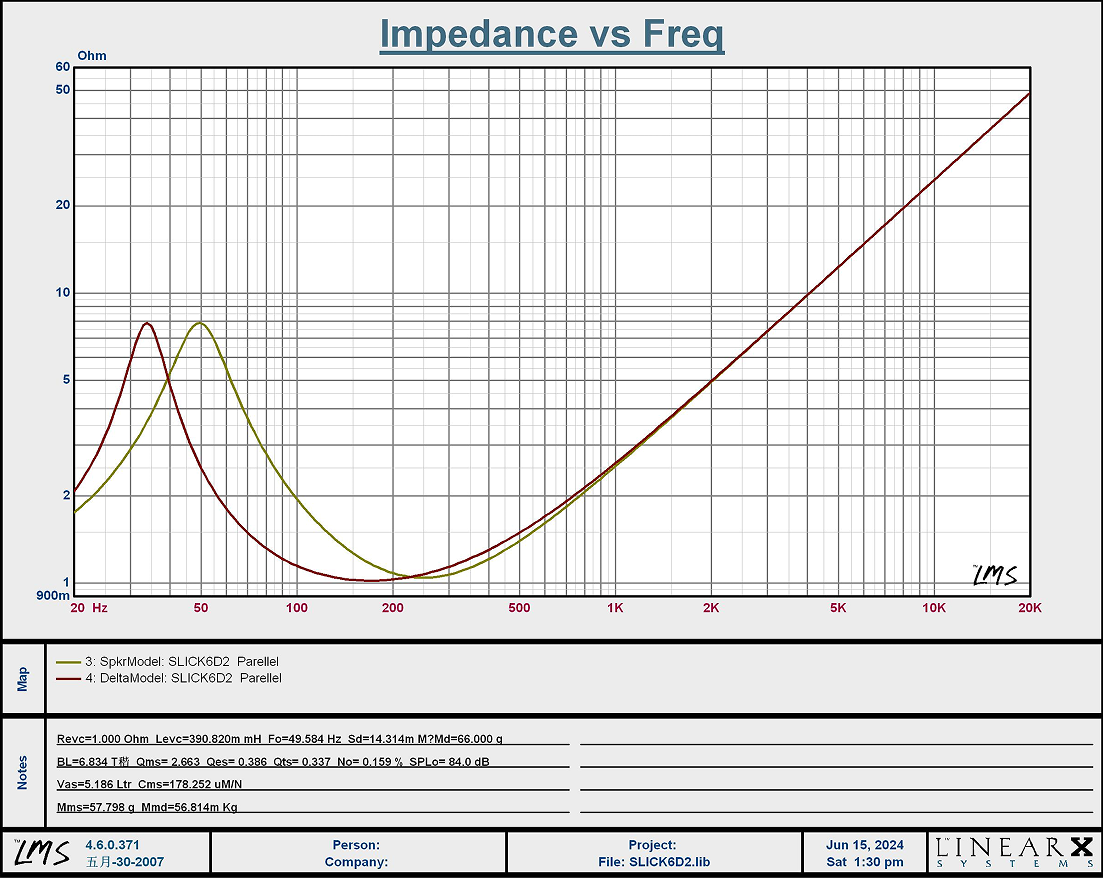 Impedance vs Freq
Ohm
60
50
20
10
5
2
1
900m
20 Hz 50 100 200 500 1K 2K 5K 10K 20K
™LMS
Map
3: SpkrModel: SLICK6D2 Parellel
4: DeltaModel: SLICK6D2 Parellel
Notes
Revc=1.000 Ohm Levc=390.820m mH Fo=49.584 Hz Sd=14.314m M?Md=66.000 g
BL=6.834 T稭 Qms= 2.663 Qes= 0.386 Qts= 0.337 No= 0.159 % SPLo= 84.0 dB
Vas=5.186 Ltr Cms=178.252 uM/N
Mms=57.798 g Mmd=56.814m Kg
™LMS
4.6.0.371
五月-30-2007
Person:
Company:
Project:
File: SLICK6D2.lib
Jun 15, 2024
Sat 1:30 pm
™LINEARX
SYSTEMS